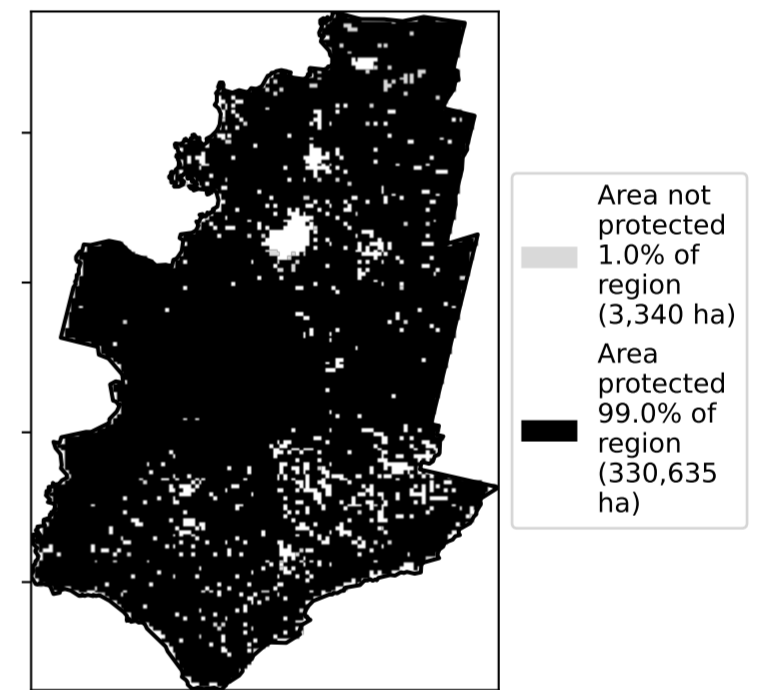 Area not
protected
1.0% of
region
(3,340 ha)
Area
protected
99.0% of
region
(330,635
ha)